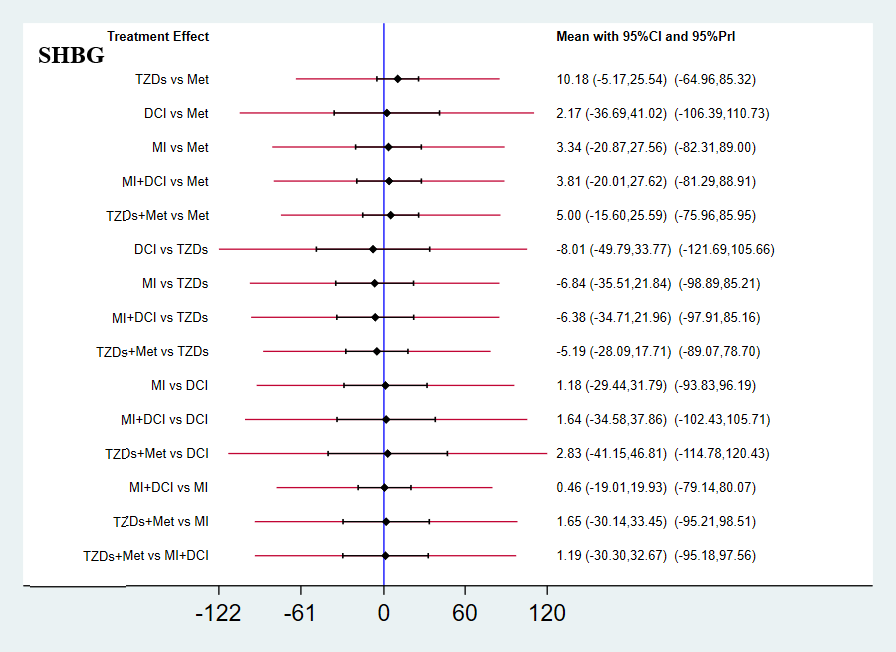 Treatment Effect Mean with 95%CI and 95%PrI
SHBG
TZDs vs Met 10.18 (-5.17,25.54) (-64.96,85.32)
DCI vs Met 2.17 (-36.69,41.02) (-106.39,110.73)
MI vs Met 3.34 (-20.87,27.56) (-82.31,89.00)
MI+DCI vs Met 3.81 (-20.01,27.62) (-81.29,88.91)
TZDs+Met vs Met 5.00 (-15.60,25.59) (-75.96,85.95)
DCI vs TZDs -8.01 (-49.79,33.77) (-121.69,105.66)
MI vs TZDs -6.84 (-35.51,21.84) (-98.89,85.21)
MI+DCI vs TZDs -6.38 (-34.71,21.96) (-97.91,85.16)
TZDs+Met vs TZDs -5.19 (-28.09,17.71) (-89.07,78.70)
MI vs DCI 1.18 (-29.44,31.79) (-93.83,96.19)
MI+DCI vs DCI 1.64 (-34.58,37.86) (-102.43,105.71)
TZDs+Met vs DCI 2.83 (-41.15,46.81) (-114.78,120.43)
MI+DCI vs MI 0.46 (-19.01,19.93) (-79.14,80.07)
TZDs+Met vs MI 1.65 (-30.14,33.45) (-95.21,98.51)
TZDs+Met vs MI+DCI 1.19 (-30.30,32.67) (-95.18,97.56)
-122 -61 0 60 120